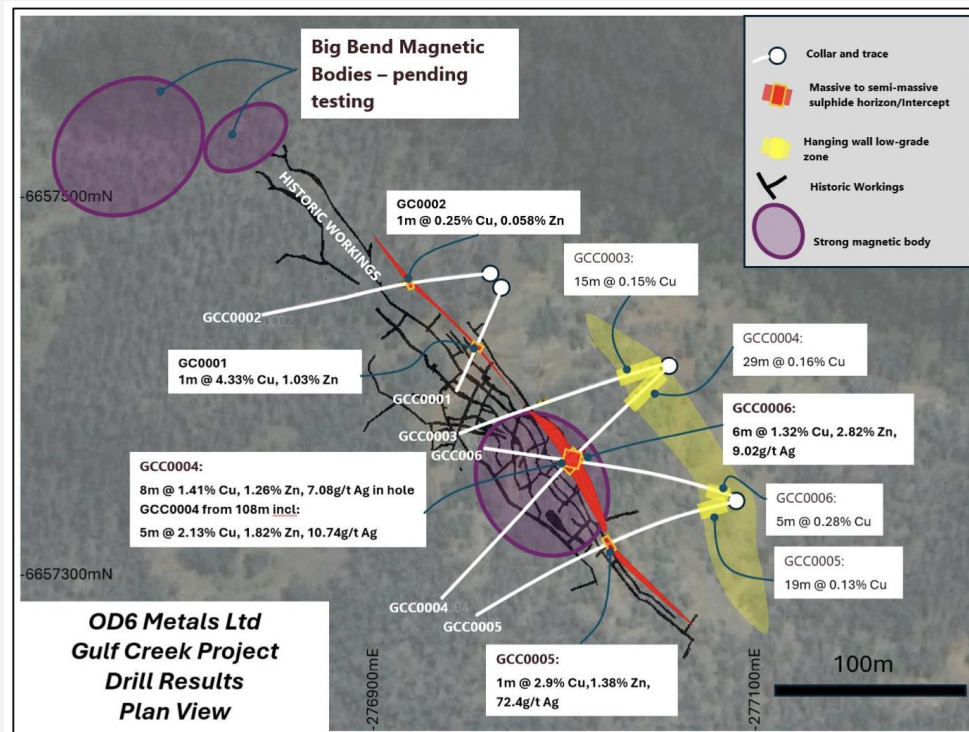 Big Bend Magnetic
Bodies – pending
testing
Collar and trace
Massive to semi-massive
sulphide horizon/Intercept
Hanging wall low-grade
zone
Historic Workings
Strong magnetic body
-6657500mN
HISTORIC WORKINGS
GC0002
1m @ 0.25% Cu, 0.058% Zn
GCC0003:
15m @ 0.15% Cu
GCC0002
GCC0004:
29m @ 0.16% Cu
GC0001
1m @ 4.33% Cu, 1.03% Zn
GCC0001
GCC0003
GCC006
GCC0006:
6m @ 1.32% Cu, 2.82% Zn,
9.02g/t Ag
GCC0004:
8m @ 1.41% Cu, 1.26% Zn, 7.08g/t Ag in hole
GCC0004 from 108m incl:
5m @ 2.13% Cu, 1.82% Zn, 10.74g/t Ag
GCC0006:
5m @ 0.28% Cu
GCC0005:
19m @ 0.13% Cu
-6657300mN
GCC0004
GCC0005
OD6 Metals Ltd
Gulf Creek Project
Drill Results
Plan View
-276900mE
GCC0005:
1m @ 2.9% Cu,1.38% Zn,
72.4g/t Ag
-277100mE
100m